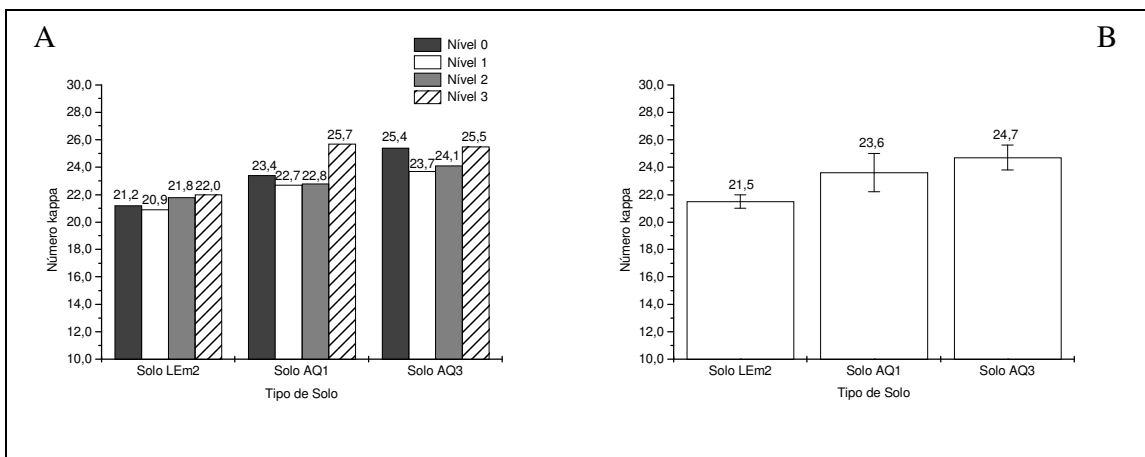 A
B
Nível 0
Nível 1
Nível 2
Nível 3
30,0
28,0
26,0
24,0
22,0
20,0
18,0
16,0
14,0
12,0
10,0
Número kappa
21,2
20,9
21,8
22,0
23,4
22,7
22,8
25,7
25,4
23,7
24,1
25,5
Solo LEm2
Solo AQ1
Solo AQ3
Tipo de Solo
30,0
28,0
26,0
24,0
22,0
20,0
18,0
16,0
14,0
12,0
10,0
Número kappa
21,5
23,6
24,7
Solo LEm2
Solo AQ1
Solo AQ3
Tipo de Solo